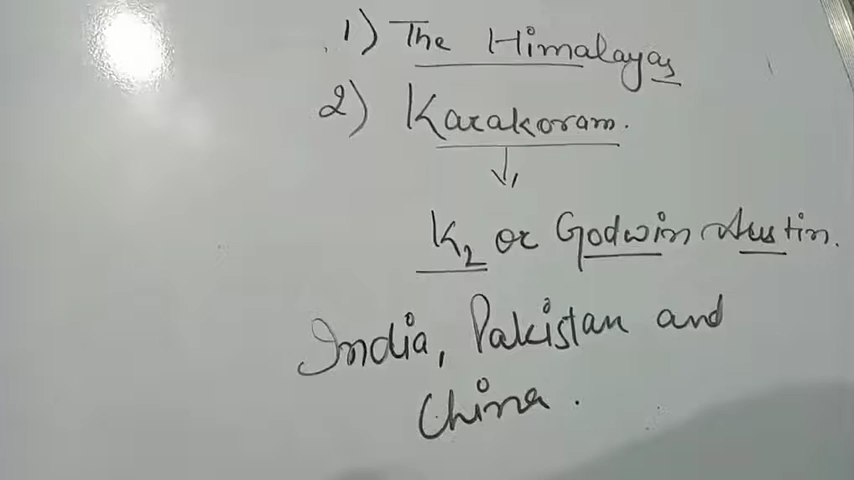 1) The Himalayas
2) Karakoram.
K2 or Godwin Austin.
India, Pakistan and
China.